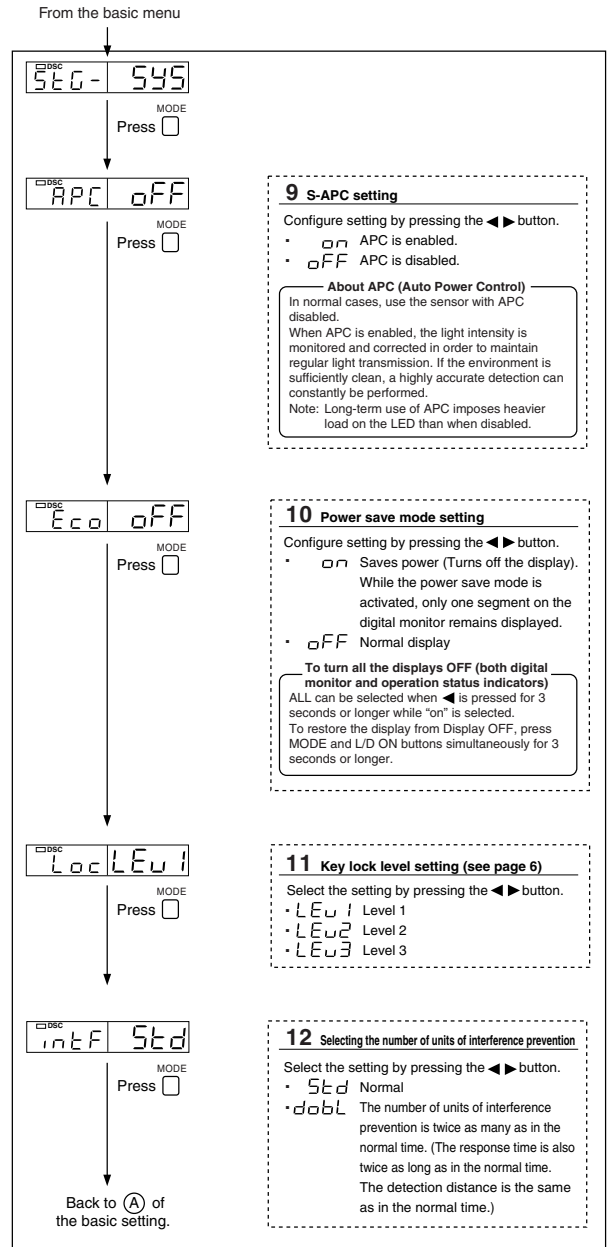 From the basic menu
DSC
StG- SYS
MODE
Press
DSC
APC oFF
MODE
Press
9 S-APC setting
Configure setting by pressing the ◀ ▶ button.
▪ on APC is enabled.
▪ oFF APC is disabled.
About APC (Auto Power Control)
In normal cases, use the sensor with APC
disabled.
When APC is enabled, the light intensity is
monitored and corrected in order to maintain
regular light transmission. If the environment is
sufficiently clean, a highly accurate detection can
constantly be performed.
Note: Long-term use of APC imposes heavier
load on the LED than when disabled.
DSC
Eco oFF
MODE
Press
10 Power save mode setting
Configure setting by pressing the ◀ ▶ button.
▪ on Saves power (Turns off the display).
While the power save mode is
activated, only one segment on the
digital monitor remains displayed.
▪ oFF Normal display
To turn all the displays OFF (both digital
monitor and operation status indicators)
ALL can be selected when ◀ is pressed for 3
seconds or longer while “on” is selected.
To restore the display from Display OFF, press
MODE and L/D ON buttons simultaneously for 3
seconds or longer.
DSC
Loc LEv1
MODE
Press
11 Key lock level setting (see page 6)
Select the setting by pressing the ◀ ▶ button.
▪ LEv1 Level 1
▪ LEv2 Level 2
▪ LEv3 Level 3
DSC
intF Std
MODE
Press
12 Selecting the number of units of interference prevention
Select the setting by pressing the ◀ ▶ button.
▪ Std Normal
▪ dobL The number of units of interference
prevention is twice as many as in the
normal time. (The response time is also
twice as long as in the normal time.
The detection distance is the same
as in the normal time.)
Back to Ⓐ of
the basic setting.